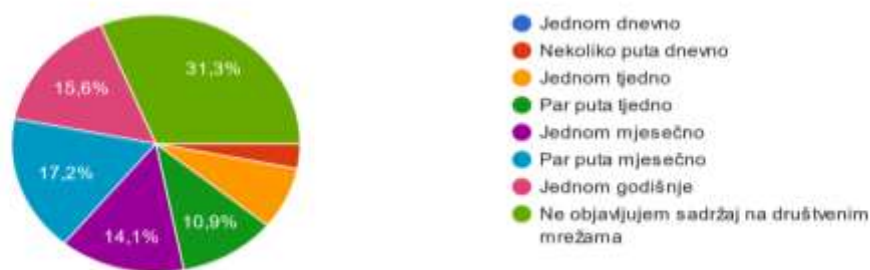 31,3%
15,6%
17,2%
14,1%
10,9%
Jednom dnevno
Nekoliko puta dnevno
Jednom tjedno
Par puta tjedno
Jednom mjesečno
Par puta mjesečno
Jednom godišnje
Ne objavljujem sadržaj na društvenim
mrežama